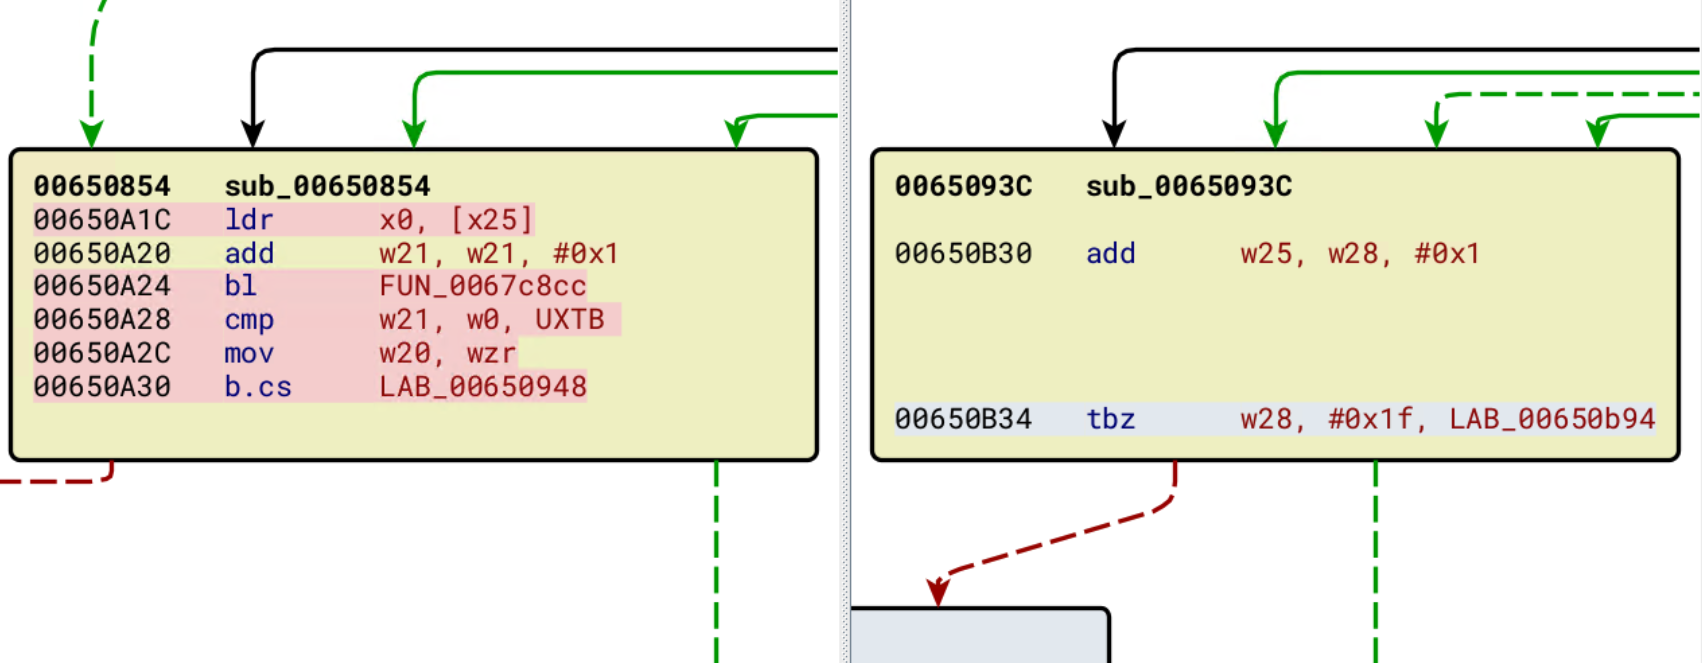 00650854 sub_00650854
00650A1C ldr x0, [x25]
00650A20 add w21, w21, #0x1
00650A24 bl FUN_0067c8cc
00650A28 cmp w21, w0, UXTB
00650A2C mov w20, wzr
00650A30 b.cs LAB_00650948
0065093C sub_0065093C
00650B30 add w25, w28, #0x1
00650B34 tbz w28, #0x1f, LAB_00650b94